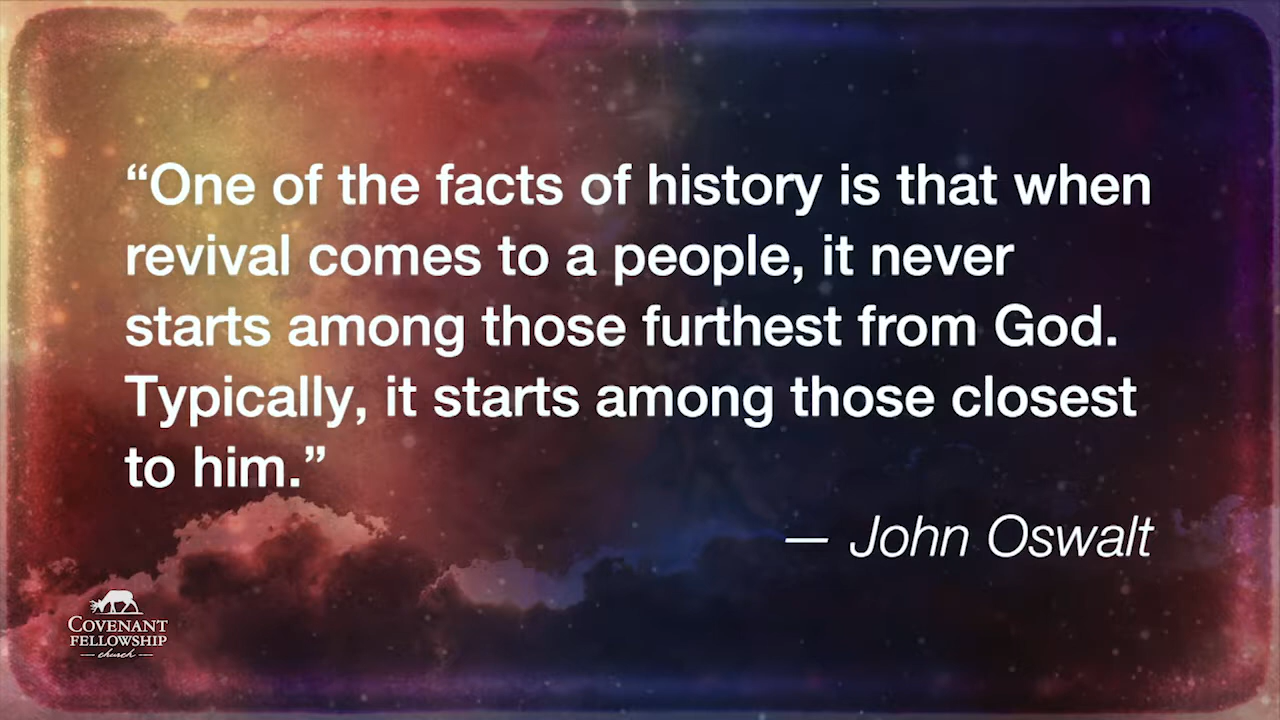 “One of the facts of history is that when
revival comes to a people, it never
starts among those furthest from God.
Typically, it starts among those closest
to him.”
— John Oswalt
COVENANT
FELLOWSHIP
church